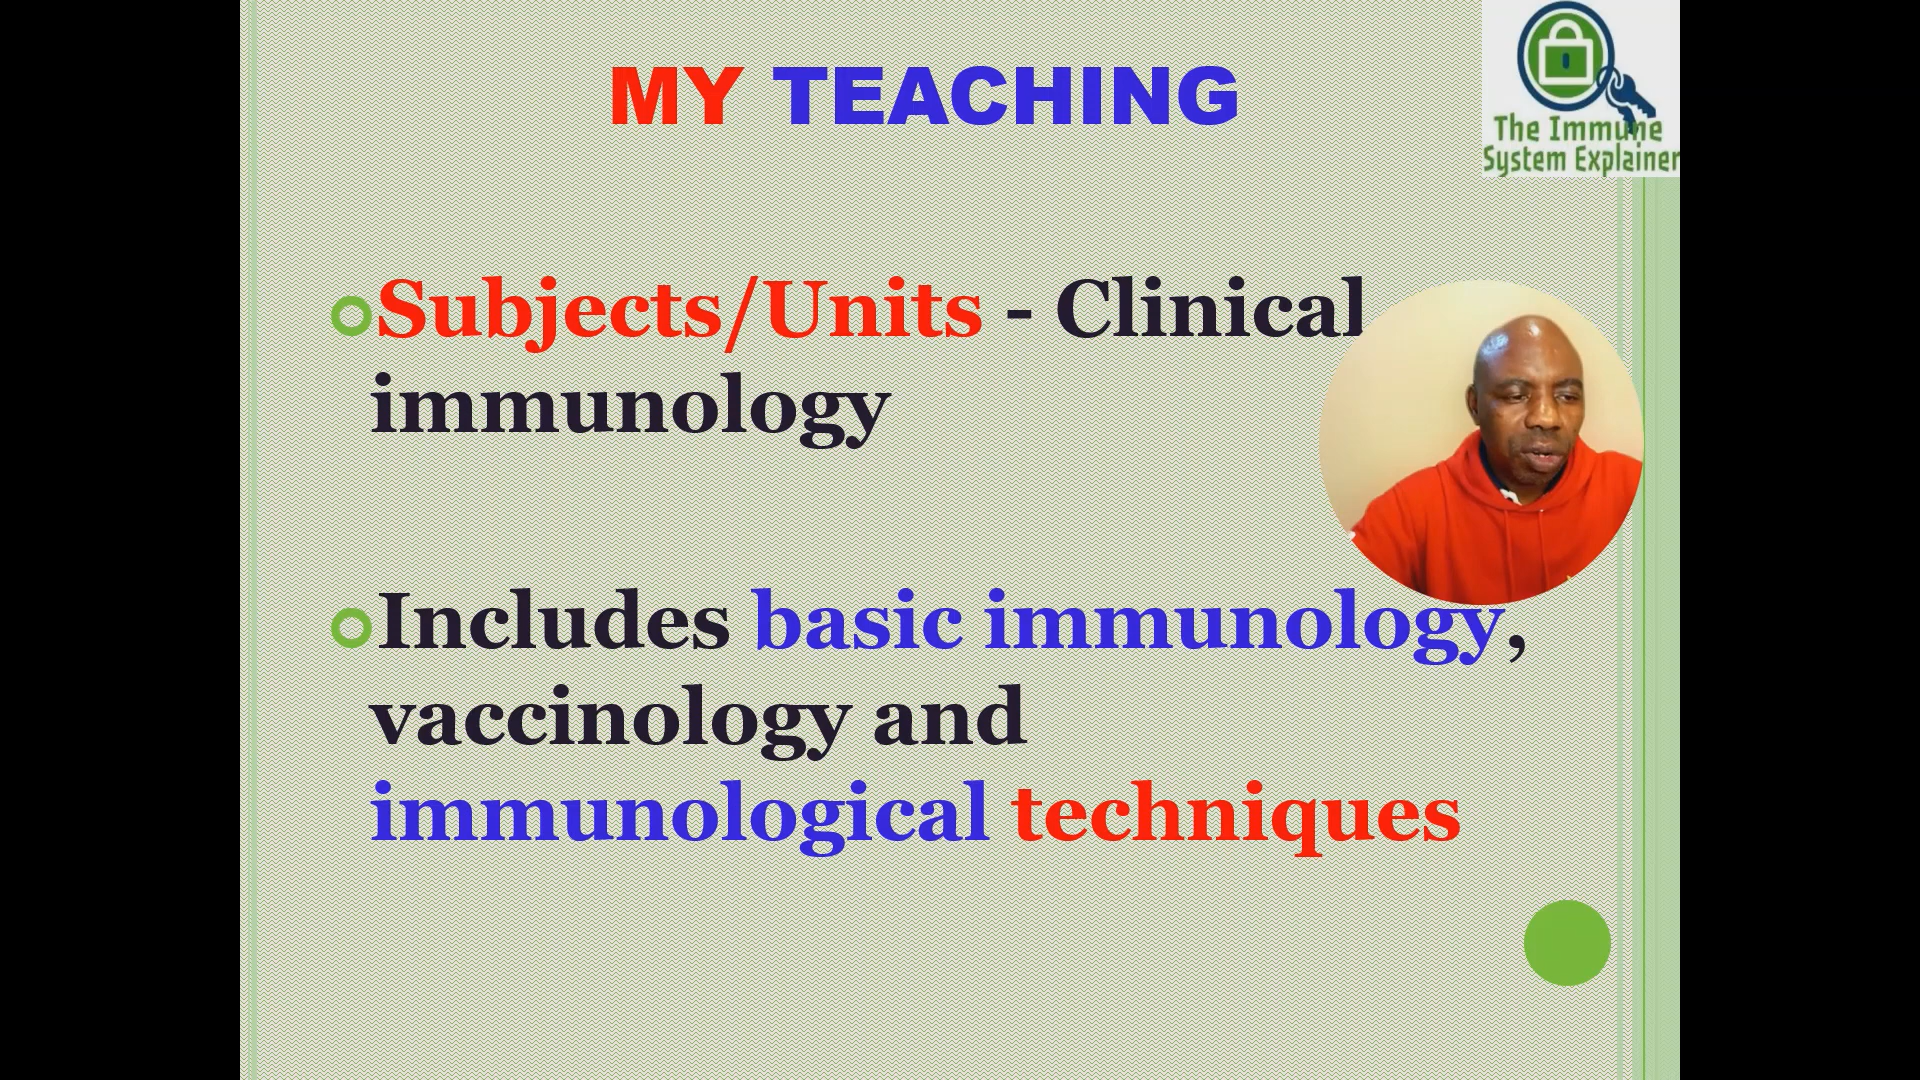 MY TEACHING
The Immune
System Explainer
Subjects/Units - Clinical
immunology
Includes basic immunology,
vaccinology and
immunological techniques